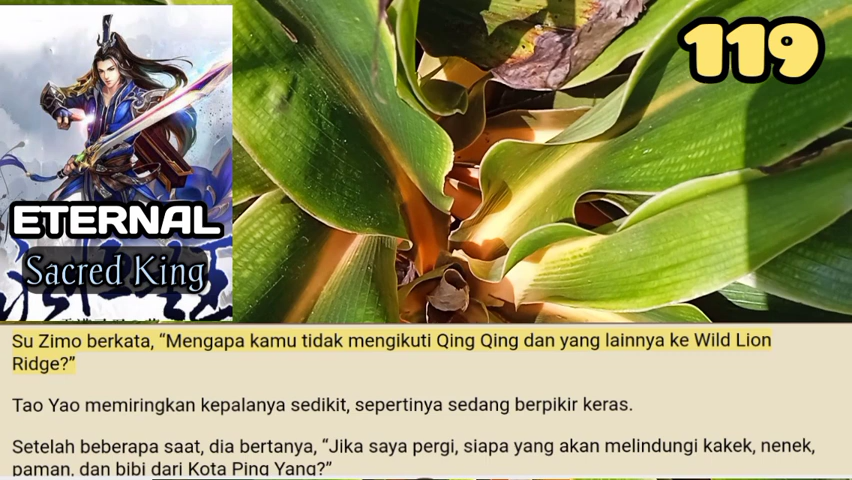 119
ETERNAL
Sacred King
Su Zimo berkata, “Mengapa kamu tidak mengikuti Qing Qing dan yang lainnya ke Wild Lion
Ridge?”
Tao Yao memiringkan kepalanya sedikit, sepertinya sedang berpikir keras.
Setelah beberapa saat, dia bertanya, “Jika saya pergi, siapa yang akan melindungi kakek, nenek,
paman, dan bibi dari Kota Ping Yang?”